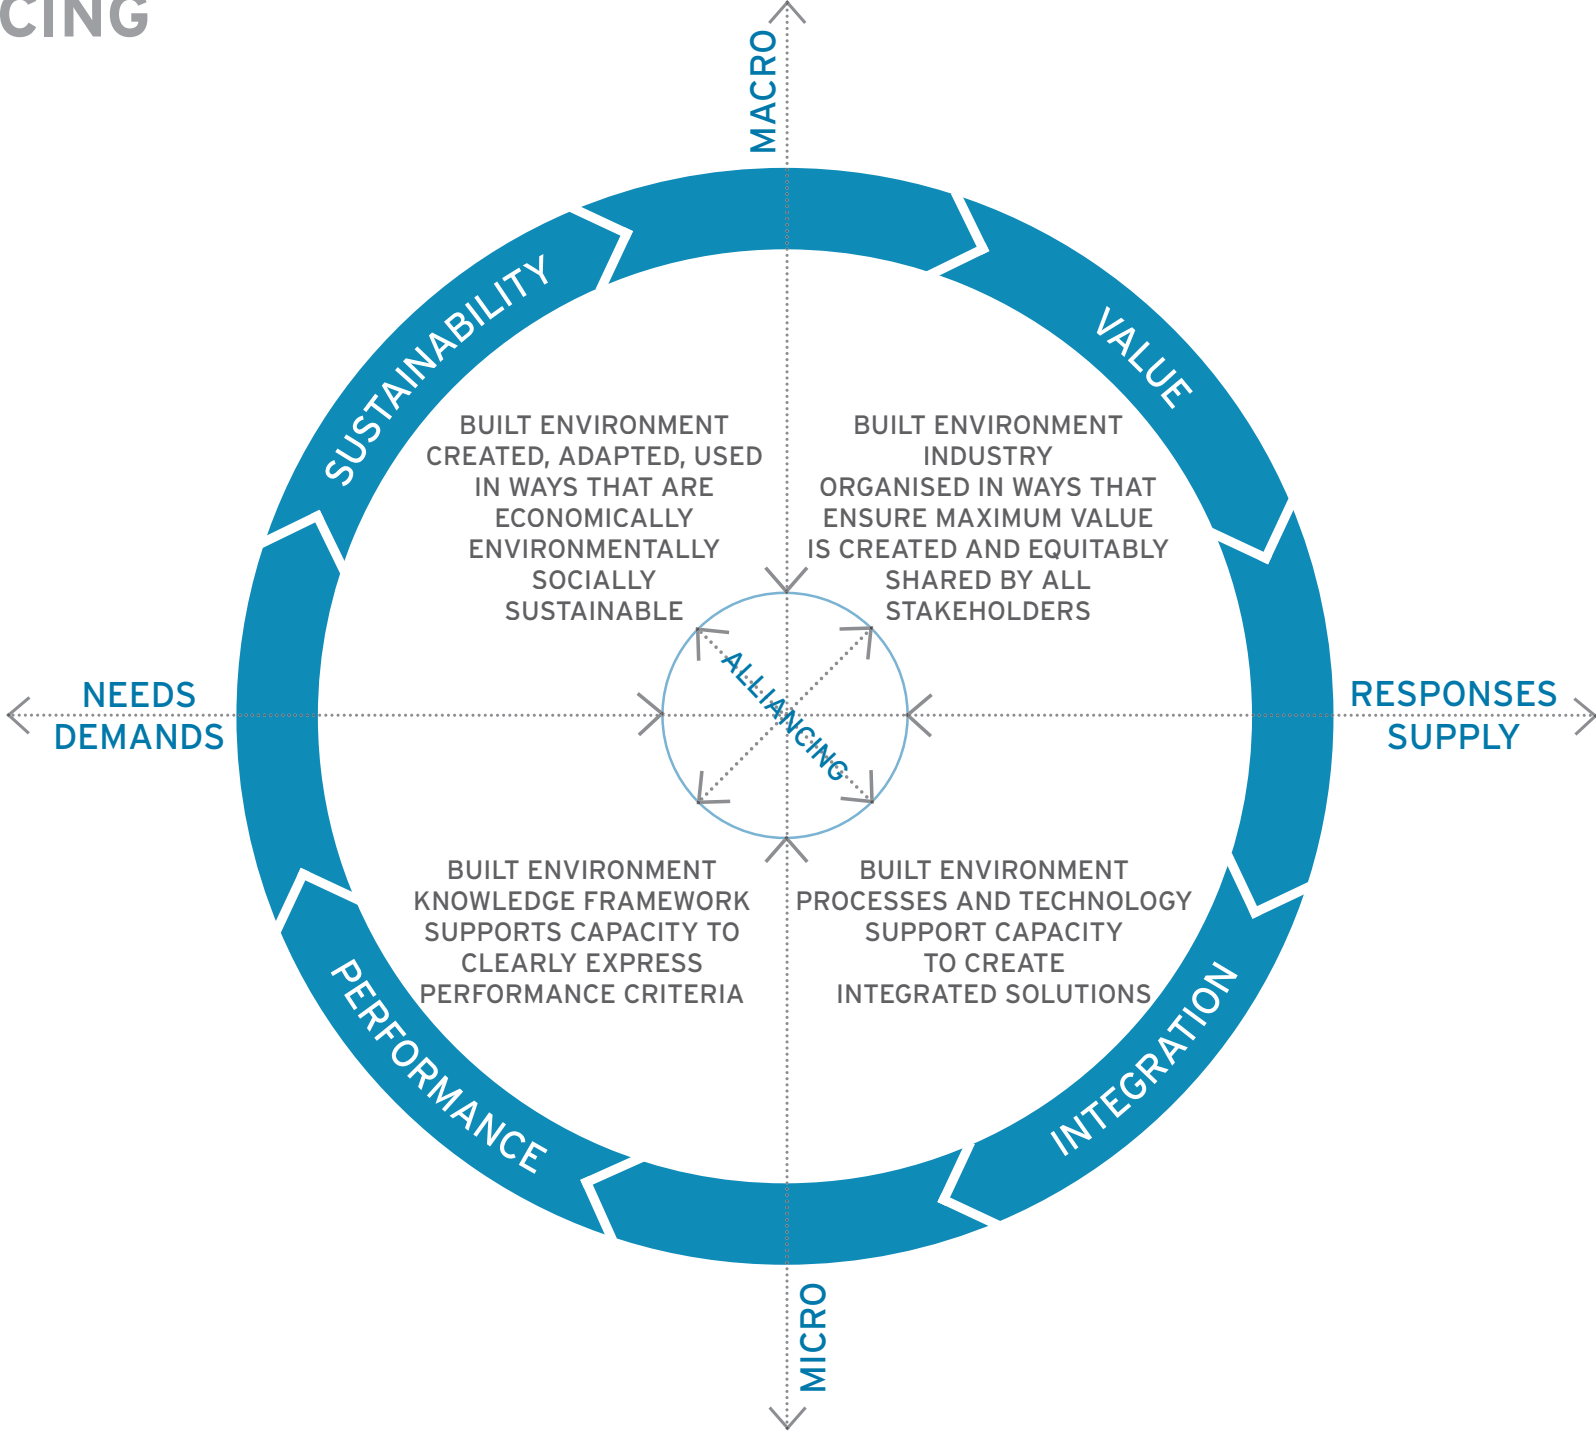 CING
MACRO
SUSTAINABILITY
VALUE
BUILT ENVIRONMENT
CREATED, ADAPTED, USED
IN WAYS THAT ARE
ECONOMICALLY
ENVIRONMENTALLY
SOCIALLY
SUSTAINABLE
BUILT ENVIRONMENT
INDUSTRY
ORGANISED IN WAYS THAT
ENSURE MAXIMUM VALUE
IS CREATED AND EQUITABLY
SHARED BY ALL
STAKEHOLDERS
NEEDS
DEMANDS
ALLIANCING
RESPONSES
SUPPLY
BUILT ENVIRONMENT
KNOWLEDGE FRAMEWORK
SUPPORTS CAPACITY TO
CLEARLY EXPRESS
PERFORMANCE CRITERIA
BUILT ENVIRONMENT
PROCESSES AND TECHNOLOGY
SUPPORT CAPACITY
TO CREATE
INTEGRATED SOLUTIONS
PERFORMANCE
INTEGRATION
MICRO